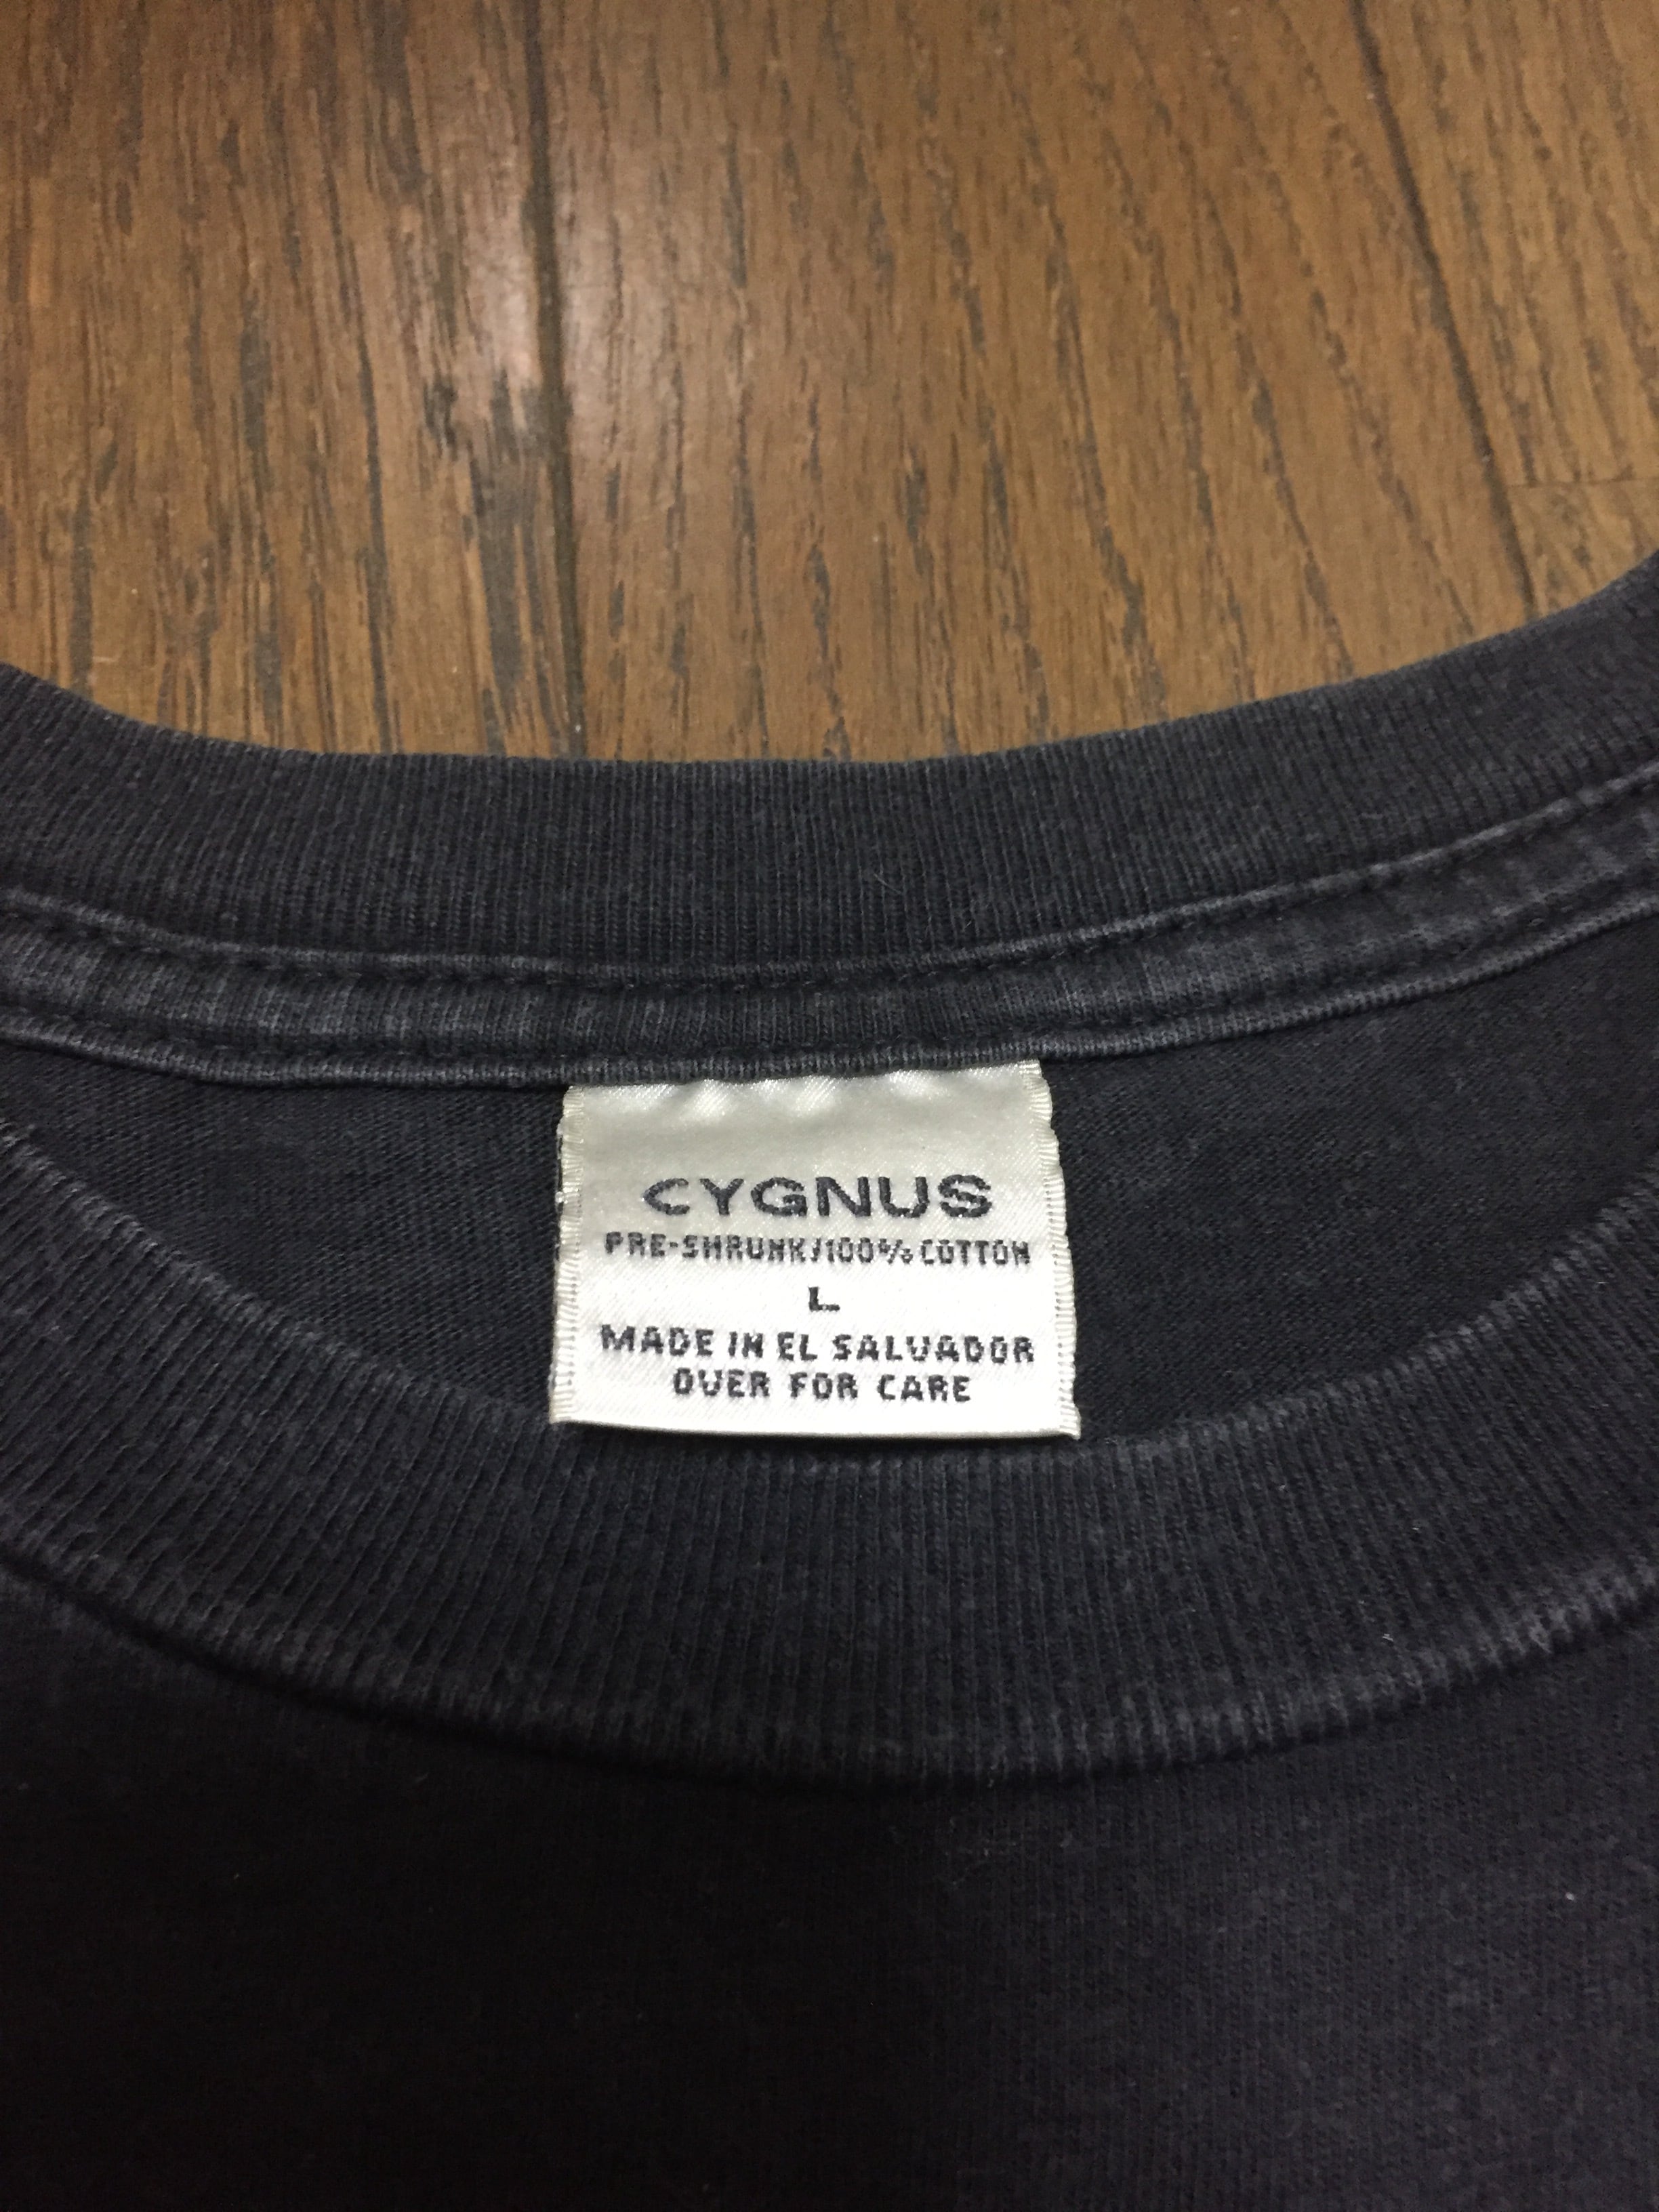 CYGNUS
PRE-SHRUNK/100% COTTON
L
MADE IN EL SALVADOR
OVER FOR CARE